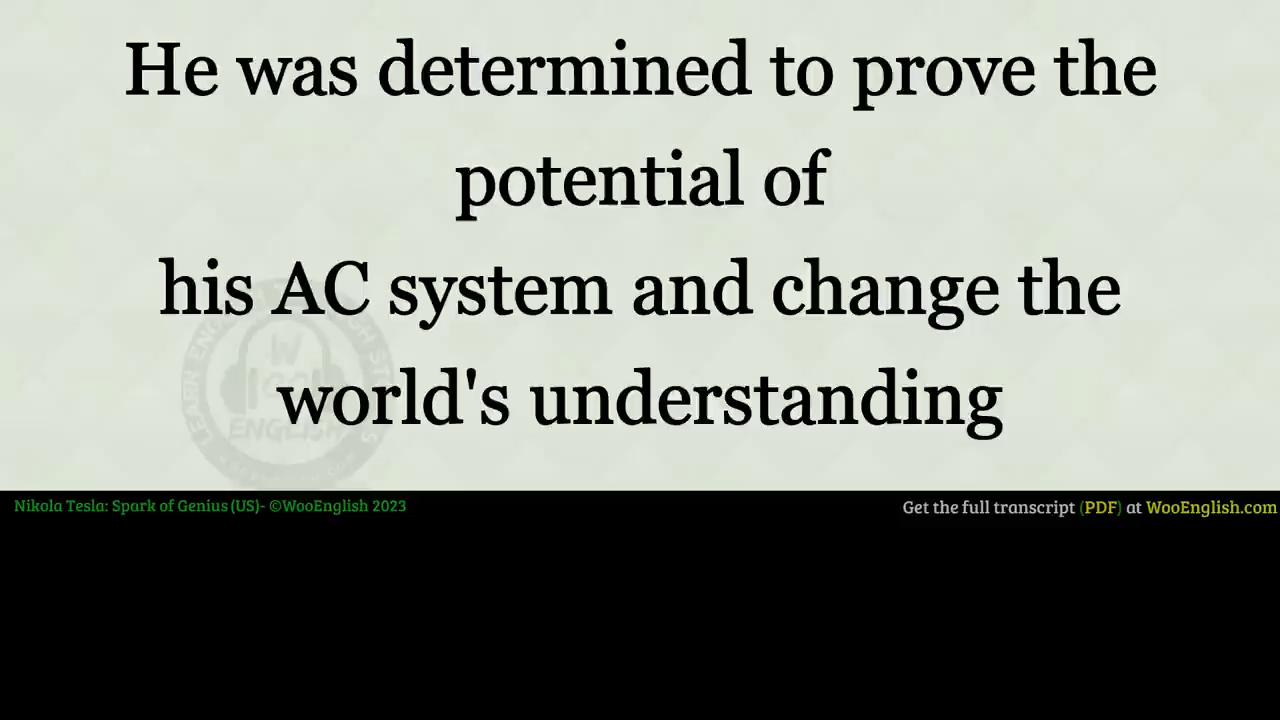 He was determined to prove the
potential of
his AC system and change the
world's understanding
Nikola Tesla: Spark of Genius (US)- ©WooEnglish 2023
Get the full transcript (PDF) at WooEnglish.com